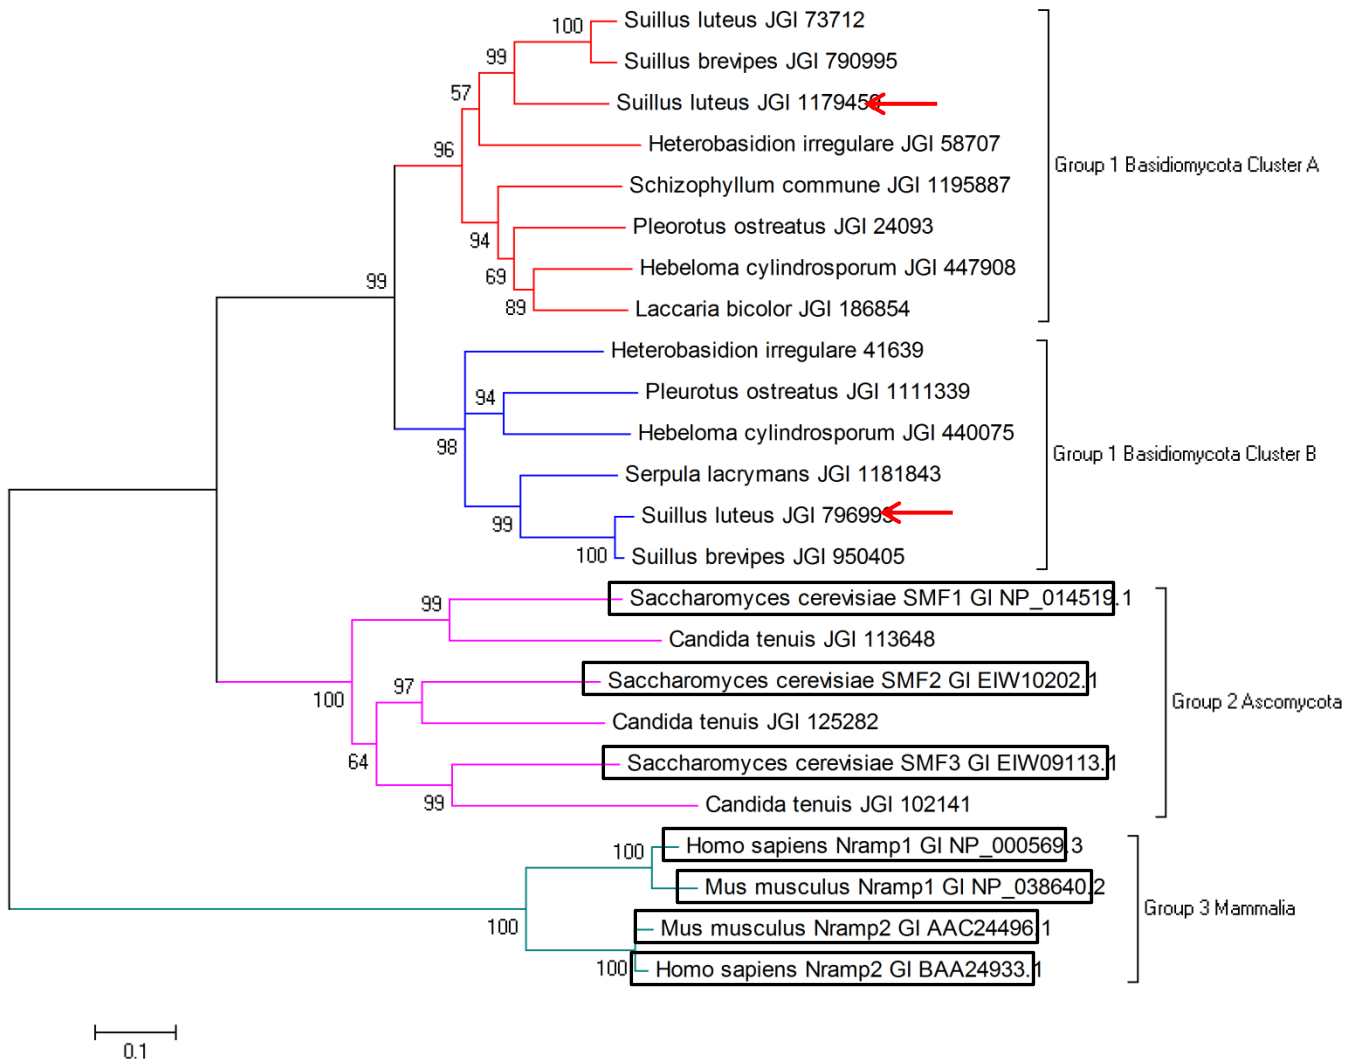 Suillus luteus JGI 73712
100
Suillus brevipes JGI 790995
99
Suillus luteus JGI 117945
57
Heterobasidion irregulare JGI 58707
96
Group 1 Basidiomycota Cluster A
Schizophyllum commune JGI 1195887
Pleorotus ostreatus JGI 24093
94
Hebeloma cylindrosporum JGI 447908
69
99
Laccaria bicolor JGI 186854
89
Heterobasidion irregulare 41639
Pleurotus ostreatus JGI 1111339
94
Hebeloma cylindrosporum JGI 440075
98
Group 1 Basidiomycota Cluster B
Serpula lacrymans JGI 1181843
Suillus luteus JGI 79699
99
Suillus brevipes JGI 950405
100
Saccharomyces cerevisiae SMF1 GI NP_014519.1
99
Candida tenuis JGI 113648
Saccharomyces cerevisiae SMF2 GI EIW10202.1
97
100
Group 2 Ascomycota
Candida tenuis JGI 125282
64
Saccharomyces cerevisiae SMF3 GI EIW09113.1
99
Candida tenuis JGI 102141
Homo sapiens Nramp1 GI NP_000569.3
100
Mus musculus Nramp1 GI NP_038640.2
Group 3 Mammalia
100
Mus musculus Nramp2 GI AAC24496.1
100
Homo sapiens Nramp2 GI BAA24933.1
0.1